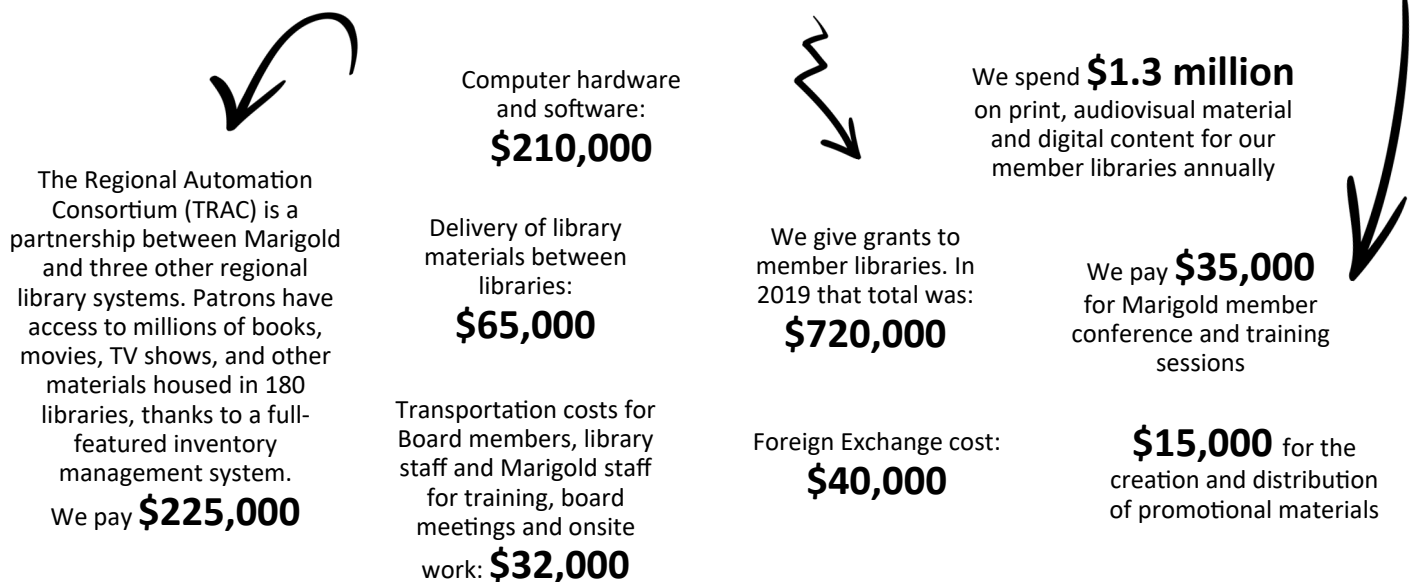 The Regional Automation
Consortium (TRAC) is a
partnership between Marigold
and three other regional
library systems. Patrons have
access to millions of books,
movies, TV shows, and other
materials housed in 180
libraries, thanks to a full-
featured inventory
management system.
We pay $225,000
Computer hardware
and software:
$210,000
Delivery of library
materials between
libraries:
$65,000
Transportation costs for
Board members, library
staff and Marigold staff
for training, board
meetings and onsite
work: $32,000
We give grants to
member libraries. In
2019 that total was:
$720,000
Foreign Exchange cost:
$40,000
We spend $1.3 million
on print, audiovisual material
and digital content for our
member libraries annually
We pay $35,000
for Marigold member
conference and training
sessions
$15,000 for the
creation and distribution
of promotional materials